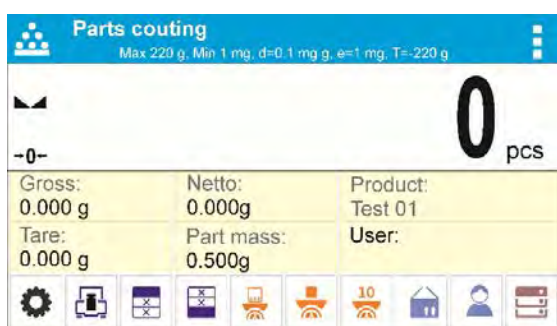 Parts couting
Max 220 g, Min 1 mg, d=0.1 mg g, e=1 mg, T=-220 g
0 pcs
→0←
Gross: Netto: Product:
0.000 g 0.000g Test 01
Tare: Part mass: User:
0.000 g 0.500g
10